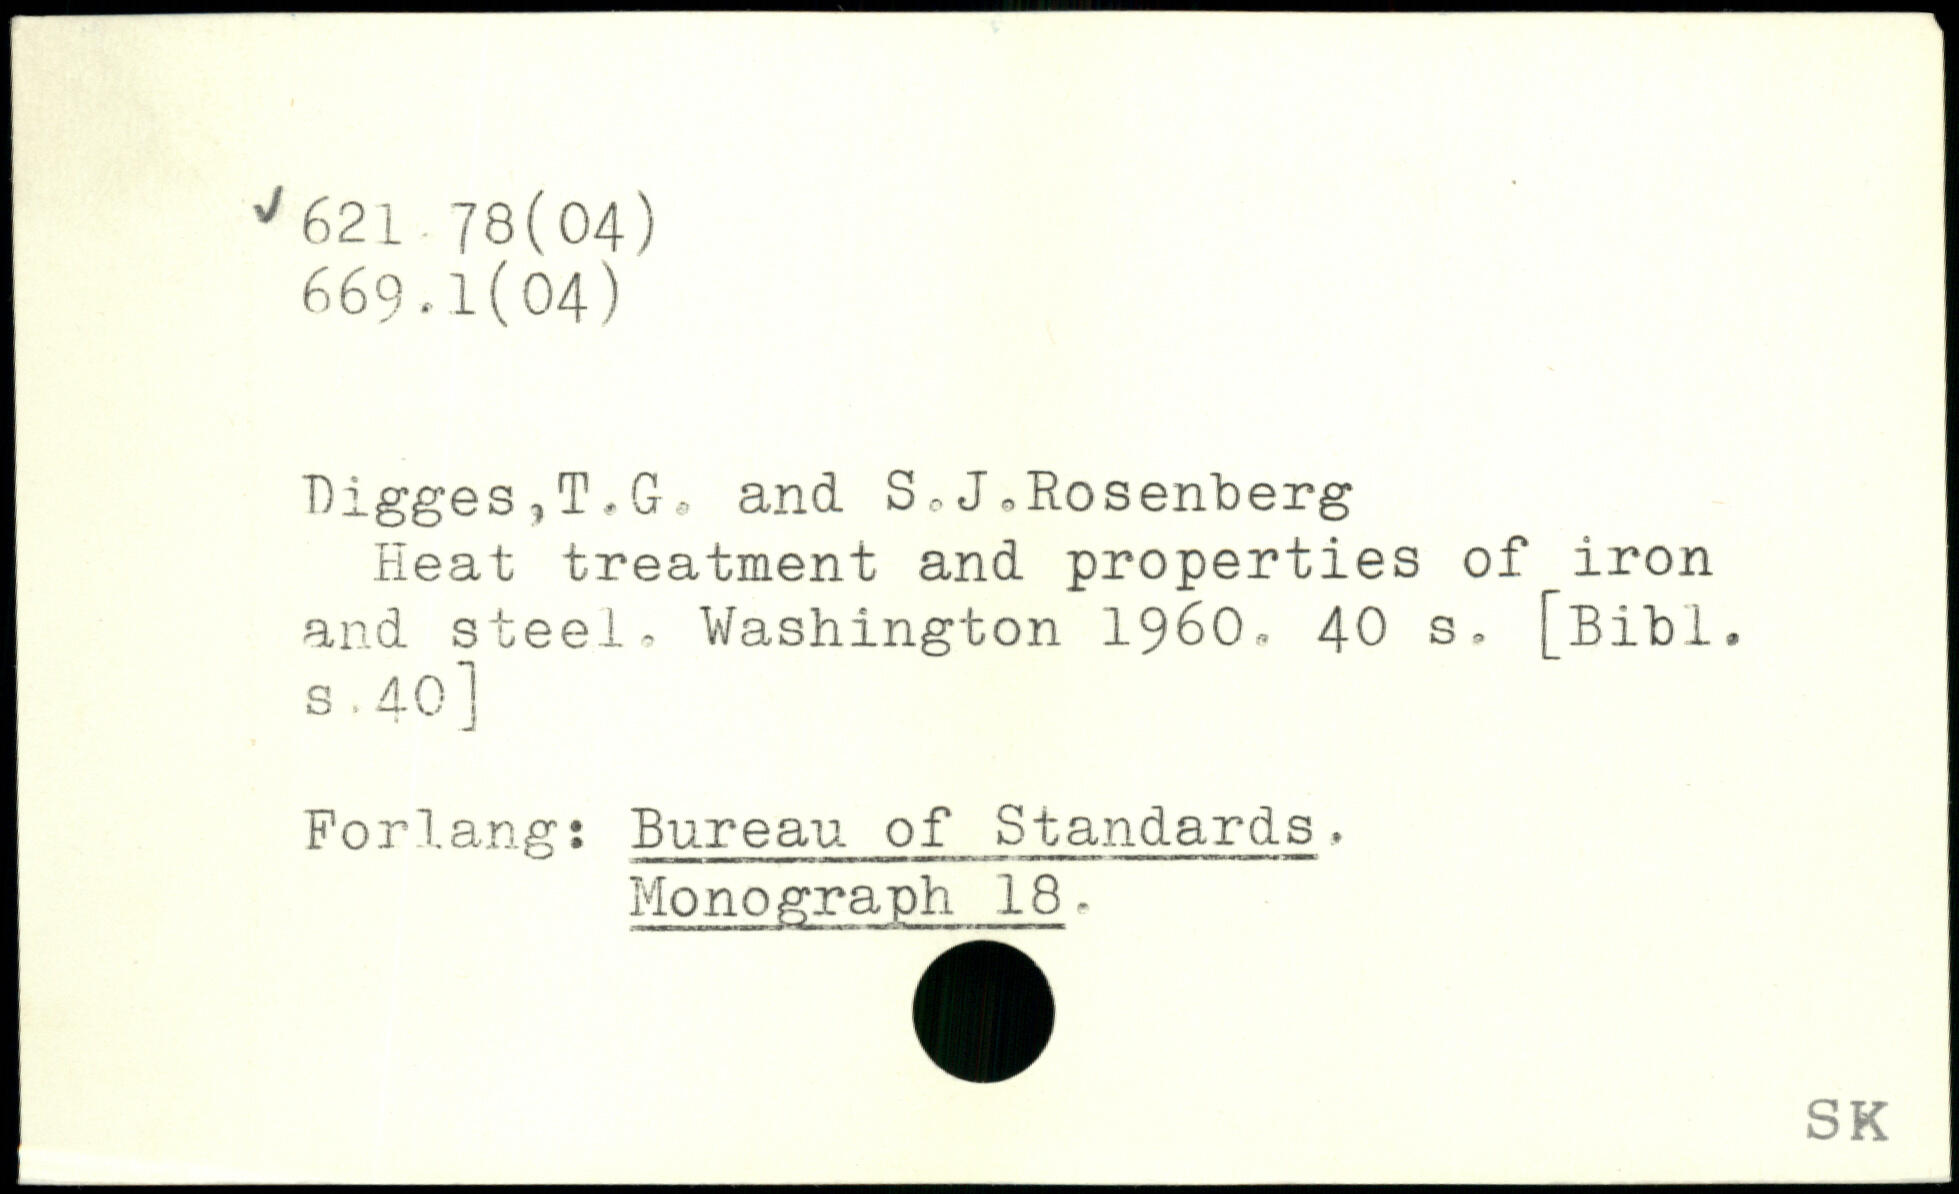 ✓ 621.78(04)
669.1(04)
Digges,T.G. and S.J.Rosenberg
Heat treatment and properties of iron
and steel. Washington 1960. 40 s. [Bibl.
s.40]
Forlang: Bureau of Standards.
Monograph 18.
SK